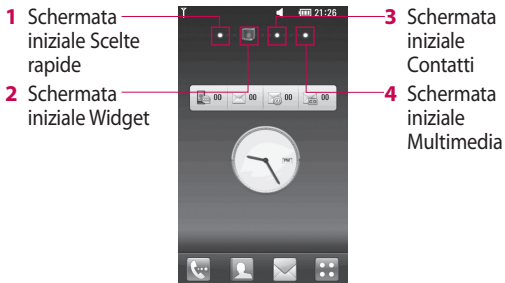 1 Schermata
iniziale Scelte
rapide
2 Schermata
iniziale Widget
21:26
00 00 00 00
PM
3 Schermata
iniziale
Contatti
4 Schermata
iniziale
Multimedia